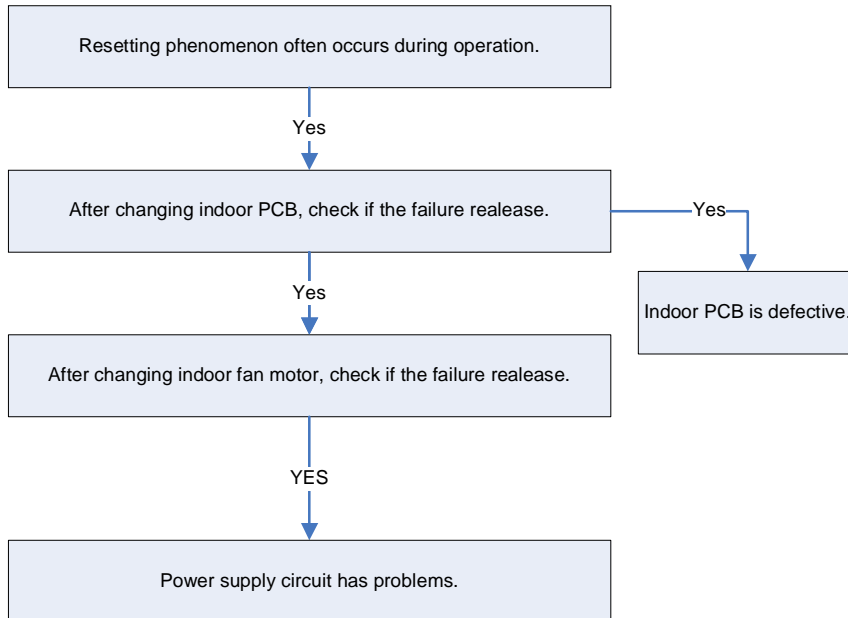 Resetting phenomenon often occurs during operation.
Yes
After changing indoor PCB, check if the failure realease.
Yes
Indoor PCB is defective.
Yes
After changing indoor fan motor, check if the failure realease.
YES
Power supply circuit has problems.